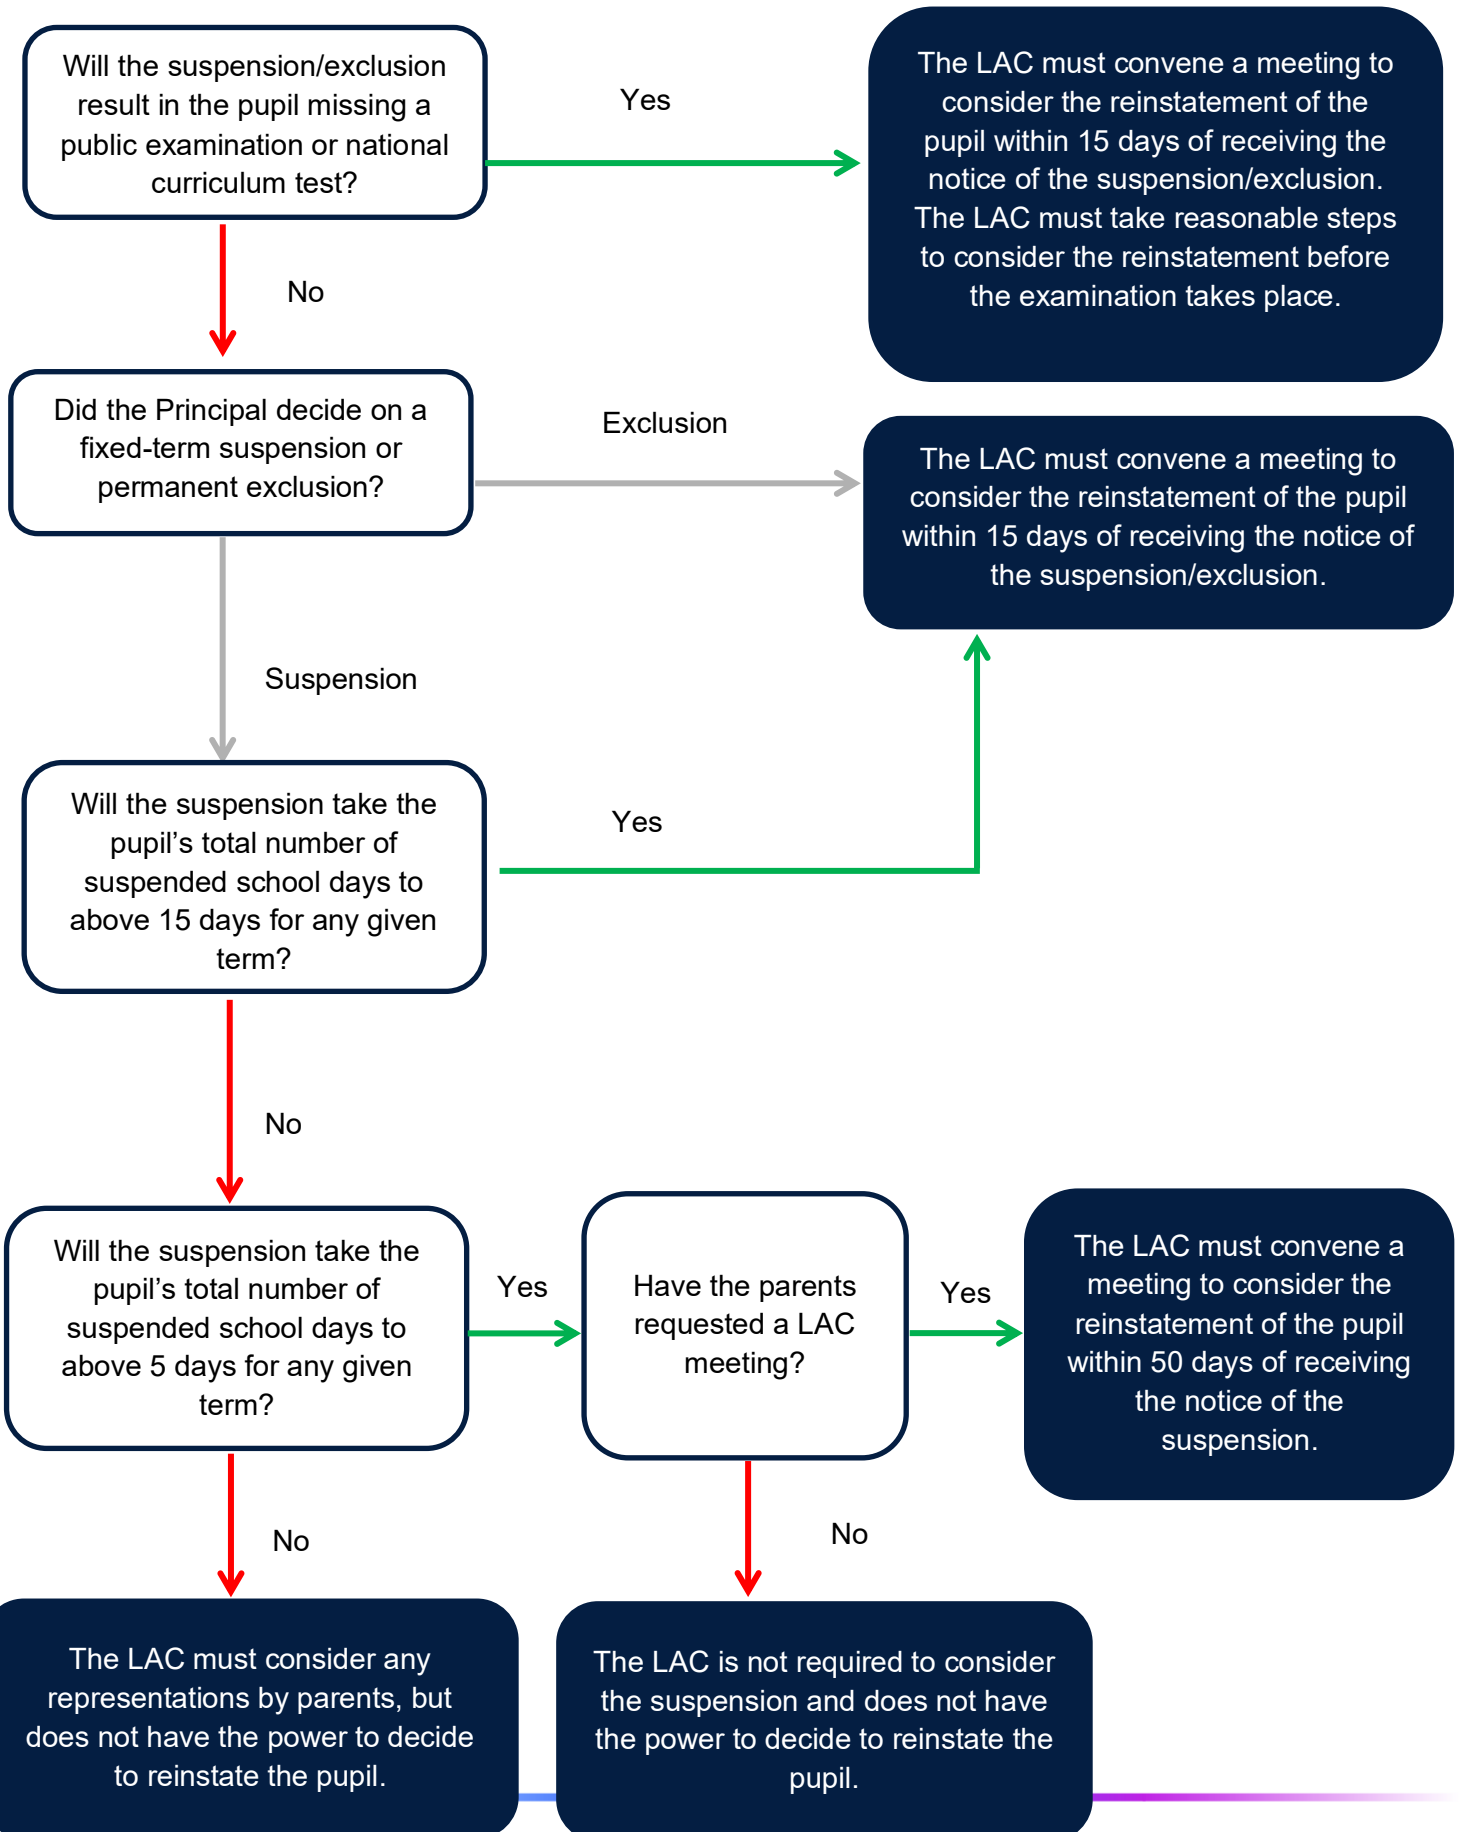 Will the suspension/exclusion
result in the pupil missing a
public examination or national
curriculum test?
Yes
The LAC must convene a meeting to
consider the reinstatement of the
pupil within 15 days of receiving the
notice of the suspension/exclusion.
The LAC must take reasonable steps
to consider the reinstatement before
the examination takes place.
No
Did the Principal decide on a
fixed-term suspension or
permanent exclusion?
Exclusion
The LAC must convene a meeting to
consider the reinstatement of the pupil
within 15 days of receiving the notice of
the suspension/exclusion.
Suspension
Will the suspension take the
pupil’s total number of
suspended school days to
above 15 days for any given
term?
Yes
No
Will the suspension take the
pupil’s total number of
suspended school days to
above 5 days for any given
term?
Yes
Have the parents
requested a LAC
meeting?
Yes
The LAC must convene a
meeting to consider the
reinstatement of the pupil
within 50 days of receiving
the notice of the
suspension.
No
No
The LAC must consider any
representations by parents, but
does not have the power to decide
to reinstate the pupil.
The LAC is not required to consider
the suspension and does not have
the power to decide to reinstate the
pupil.